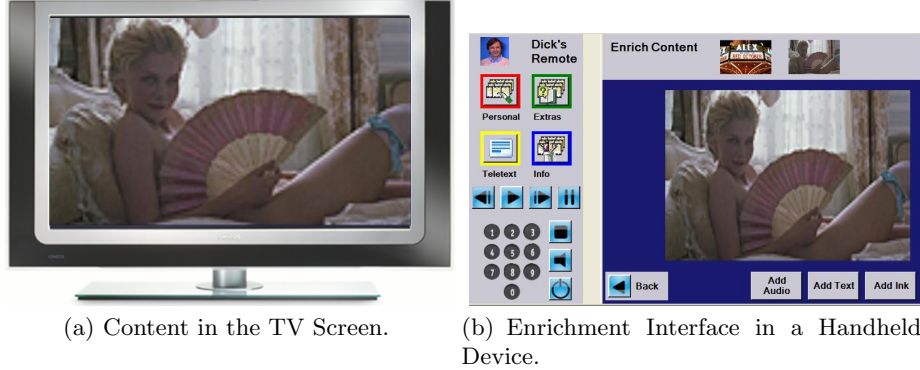 Dick's
Remote
Enrich Content
ALEX
Personal
Extras
Teletext
Info
1 2 3
4 5 6
7 8 9
0
Back
Add
Audio
Add Text
Add Ink
(a) Content in the TV Screen.
(b) Enrichment Interface in a Handheld
Device.